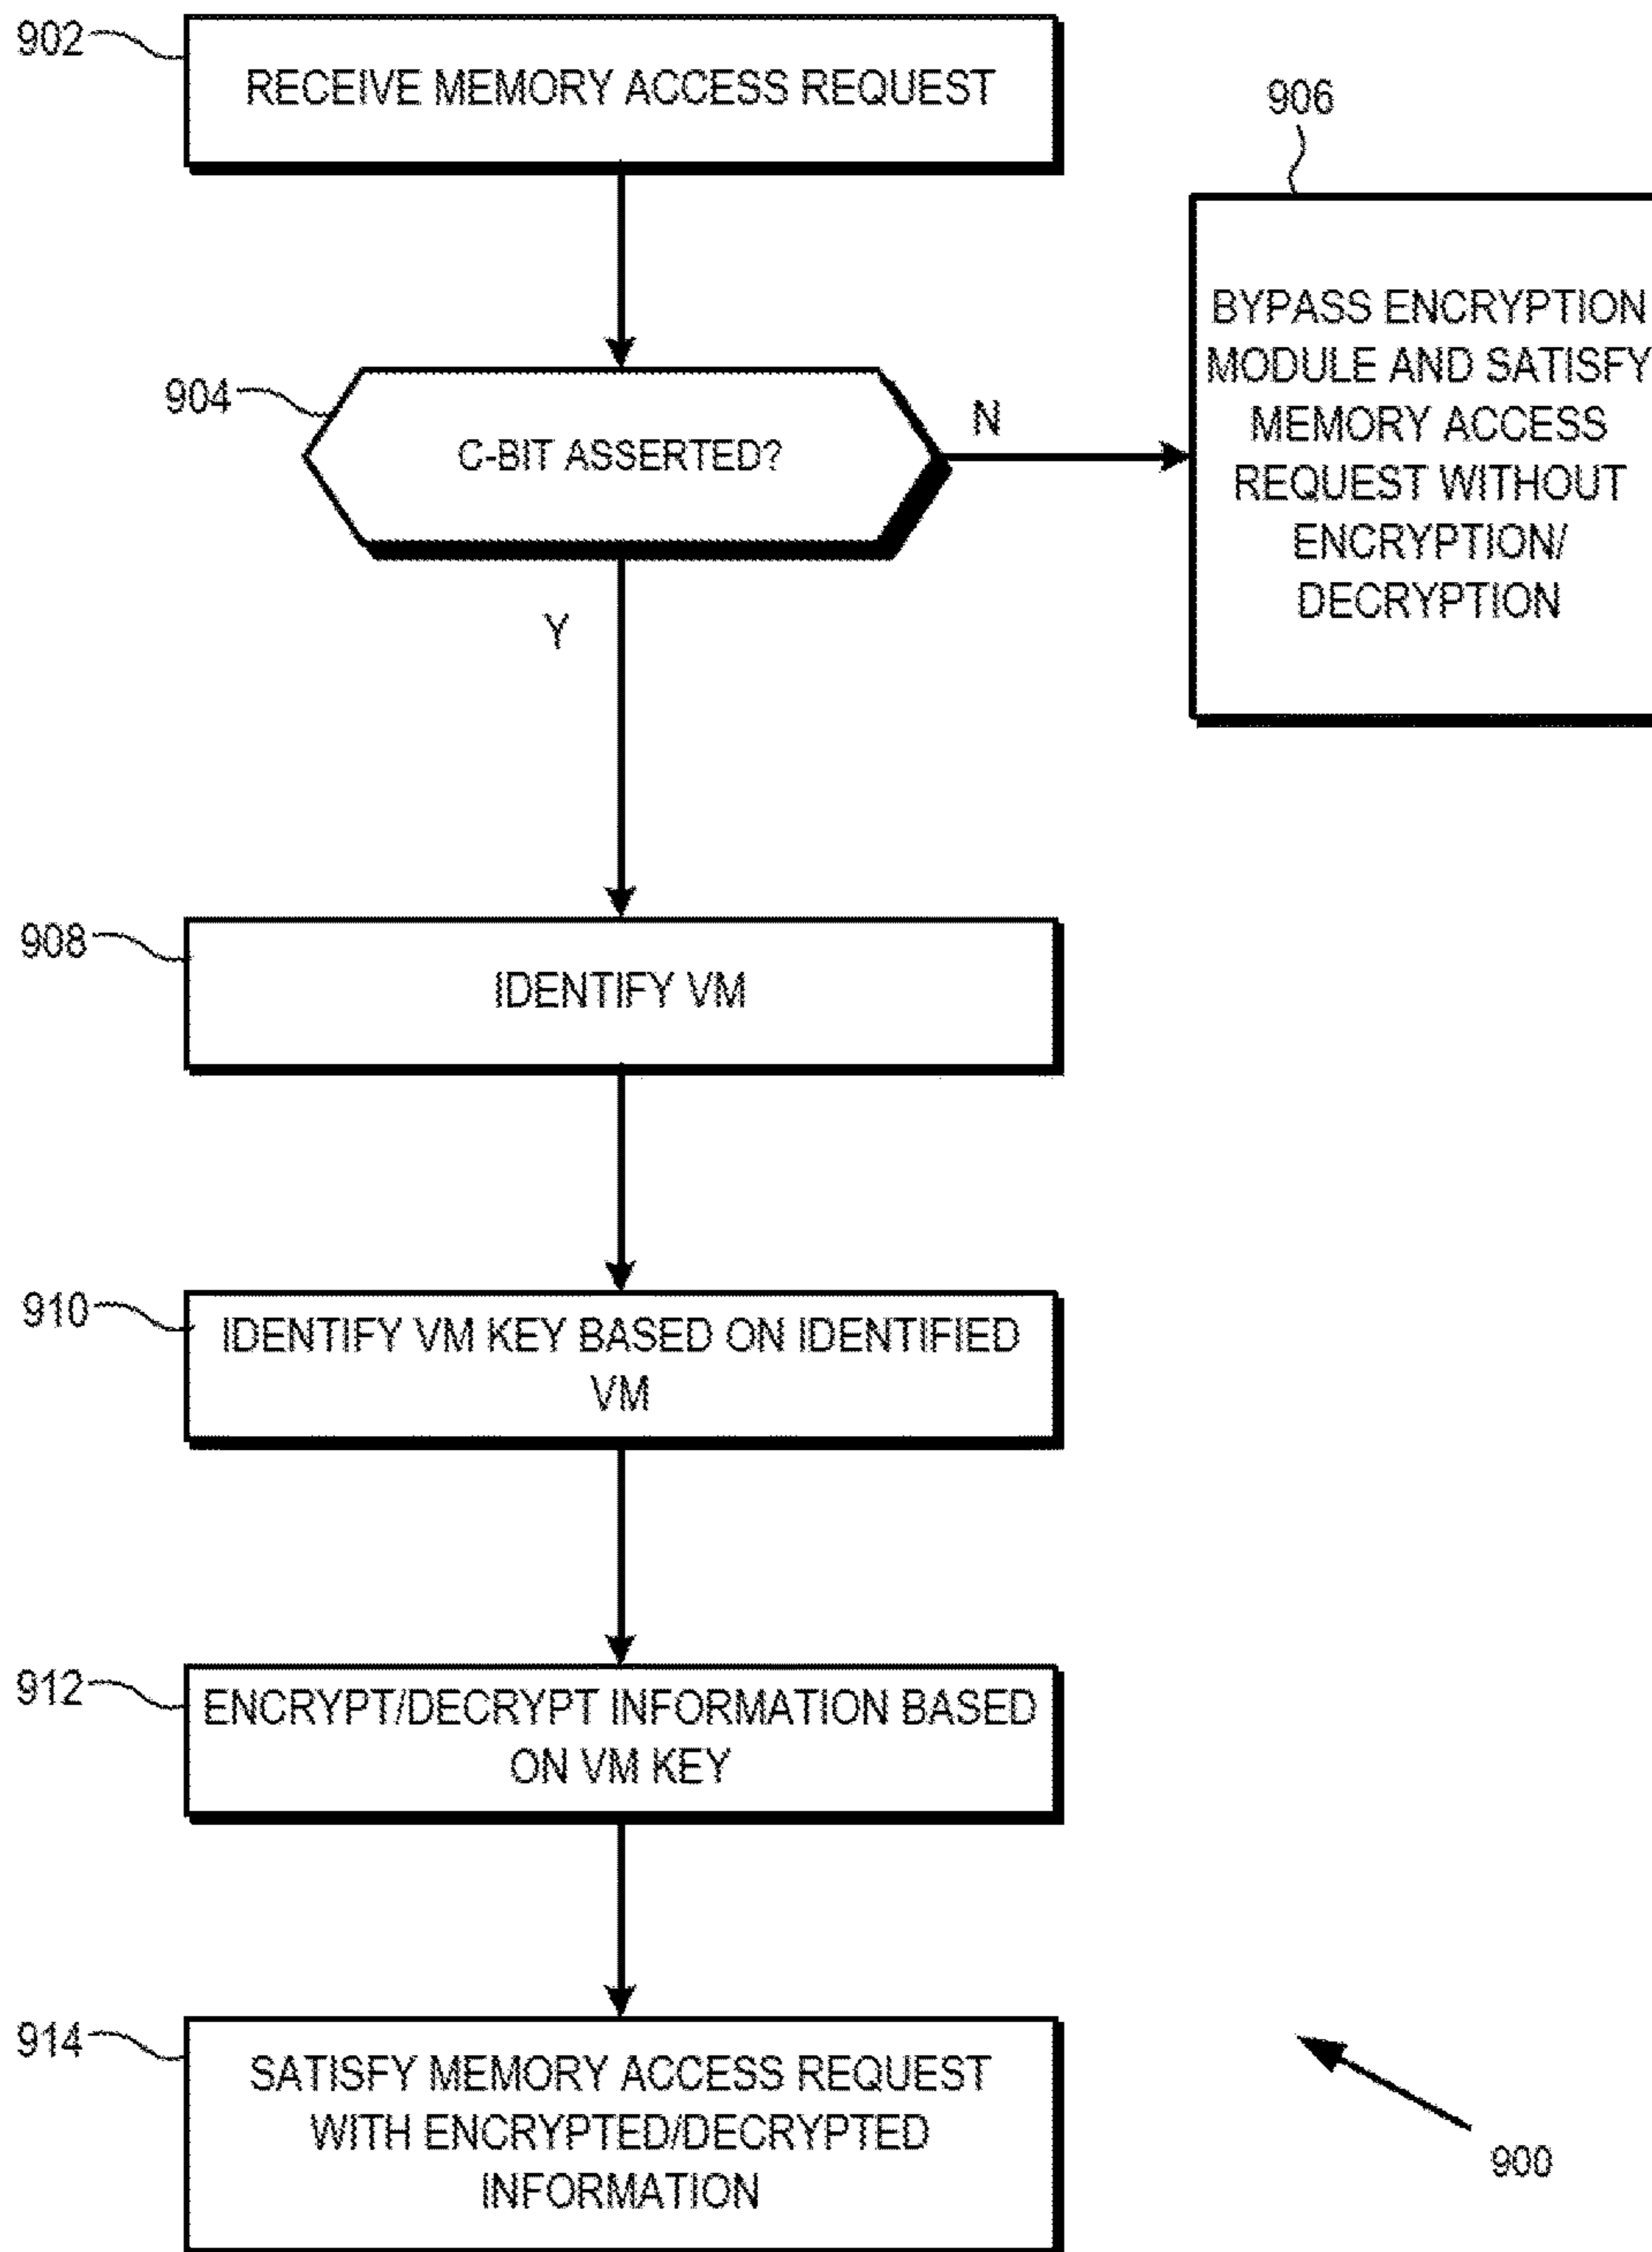 902
RECEIVE MEMORY ACCESS REQUEST
906
BYPASS ENCRYPTION
MODULE AND SATISFY
MEMORY ACCESS
REQUEST WITHOUT
ENCRYPTION/
DECRYPTION
904
C-BIT ASSERTED?
N
Y
908
IDENTIFY VM
910
IDENTIFY VM KEY BASED ON IDENTIFIED
VM
912
ENCRYPT/DECRYPT INFORMATION BASED
ON VM KEY
914
SATISFY MEMORY ACCESS REQUEST
WITH ENCRYPTED/DECRYPTED
INFORMATION
900